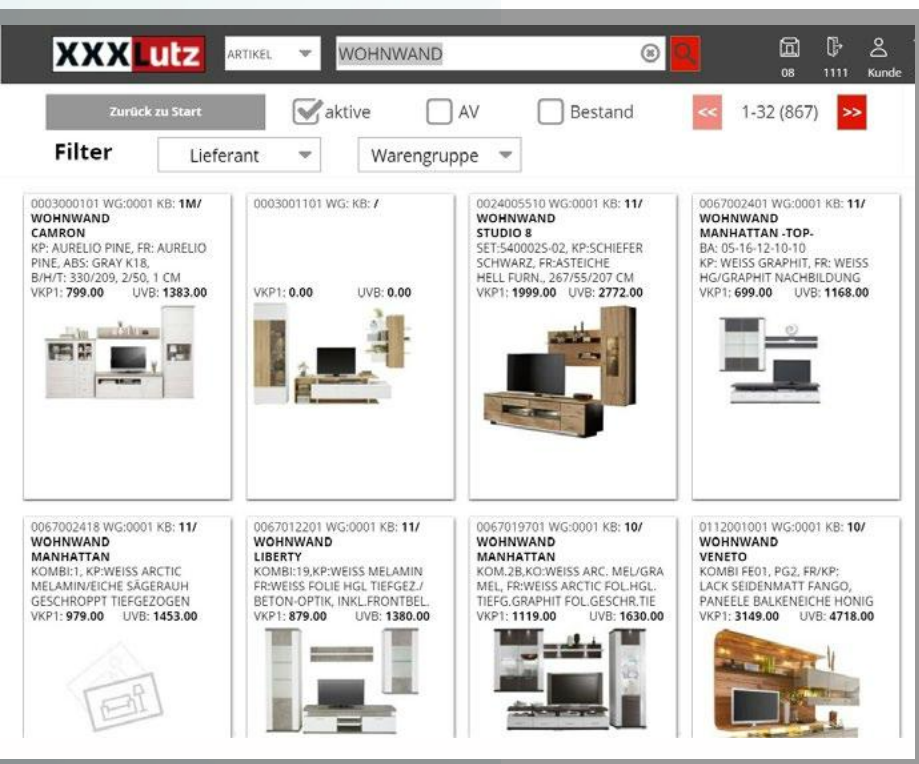 XXXLutz ARTIKEL WOHNWAND 08 1111 Kunde
Zurück zu Start aktive AV Bestand << 1-32 (867) >>
Filter Lieferant Warengruppe
0003000101 WG:0001 KB: 1M/
WOHNWAND
CAMRON
KP: AURELIO PINE, FR: AURELIO
PINE, ABS: GRAY K18,
B/H/T: 330/209, 2/50, 1 CM
VKP1: 799.00 UVB: 1383.00
0003001101 WG: KB: /
VKP1: 0.00 UVB: 0.00
0024005510 WG:0001 KB: 11/
WOHNWAND
STUDIO 8
SET:540002S-02, KP:SCHIEFER
SCHWARZ, FR:ASTEICHE
HELL FURN., 267/55/207 CM
VKP1: 1999.00 UVB: 2772.00
0067002401 WG:0001 KB: 11/
WOHNWAND
MANHATTAN -TOP-
BA: 05-16-12-10-10
KP: WEISS GRAPHIT, FR: WEISS
HG/GRAPHIT NACHBILDUNG
VKP1: 699.00 UVB: 1168.00
0067002418 WG:0001 KB: 11/
WOHNWAND
MANHATTAN
KOMBI:1, KP:WEISS ARCTIC
MELAMIN/EICHE SÄGERAUH
GESCHROPPT TIEFGEZOGEN
VKP1: 979.00 UVB: 1453.00
0067012201 WG:0001 KB: 11/
WOHNWAND
LIBERTY
KOMBI:19,KP:WEISS MELAMIN
FR:WEISS FOLIE HGL TIEFGEZ./
BETON-OPTIK, INKL.FRONTBEL.
VKP1: 879.00 UVB: 1380.00
0067019701 WG:0001 KB: 10/
WOHNWAND
MANHATTAN
KOM.2B,KO:WEISS ARC. MEL/GRA
MEL, FR:WEISS ARCTIC FOL.HGL.
TIEFG.GRAPHIT FOL.GESCHR.TIE
VKP1: 1119.00 UVB: 1630.00
0112001001 WG:0001 KB: 10/
WOHNWAND
VENETO
KOMBI FE01, PG2, FR/KP:
LACK SEIDENMATT FANGO,
PANEELE BALKENEICHE HONIG
VKP1: 3149.00 UVB: 4718.00